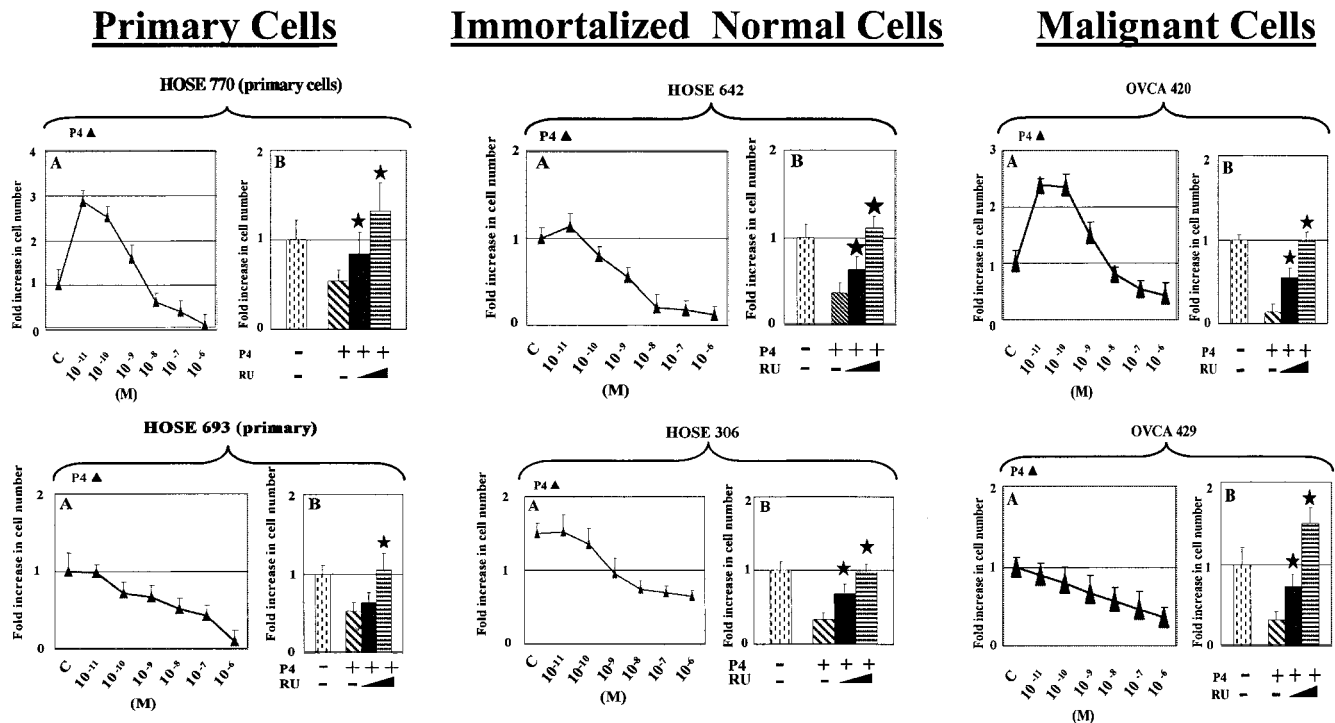 Primary Cells
Immortalized Normal Cells
Malignant Cells
HOSE 770 (primary cells)
P4 ▲
A
Fold increase in cell number
4
3
2
1
0
C 10⁻¹¹ 10⁻¹⁰ 10⁻⁹ 10⁻⁸ 10⁻⁷ 10⁻⁶
(M)
B
Fold increase in cell number
2
1
0
P4 - + + +
RU - -
HOSE 642
P4 ▲
A
Fold increase in cell number
2
1
0
C 10⁻¹¹ 10⁻¹⁰ 10⁻⁹ 10⁻⁸ 10⁻⁷ 10⁻⁶
(M)
B
Fold increase in cell number
2
1
0
P4 - + + +
RU - -
OVCA 420
P4 ▲
A
Fold increase in cell number
3
2
1
0
C 10⁻¹¹ 10⁻¹⁰ 10⁻⁹ 10⁻⁸ 10⁻⁷ 10⁻⁶
(M)
B
Fold increase in cell number
2
1
0
P4 - + + +
RU - -
HOSE 693 (primary)
P4 ▲
A
Fold increase in cell number
2
1
0
C 10⁻¹¹ 10⁻¹⁰ 10⁻⁹ 10⁻⁸ 10⁻⁷ 10⁻⁶
(M)
B
Fold increase in cell number
2
1
0
P4 - + + +
RU - -
HOSE 306
P4 ▲
A
Fold increase in cell number
2
1
0
C 10⁻¹¹ 10⁻¹⁰ 10⁻⁹ 10⁻⁸ 10⁻⁷ 10⁻⁶
(M)
B
Fold increase in cell number
2
1
0
P4 - + + +
RU - -
OVCA 429
P4 ▲
A
Fold increase in cell number
2
1
0
C 10⁻¹¹ 10⁻¹⁰ 10⁻⁹ 10⁻⁸ 10⁻⁷ 10⁻⁶
(M)
B
Fold increase in cell number
2
1
0
P4 - + + +
RU - -